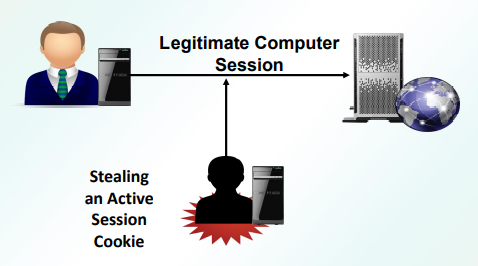 Legitimate Computer
Session
Stealing
an Active
Session
Cookie